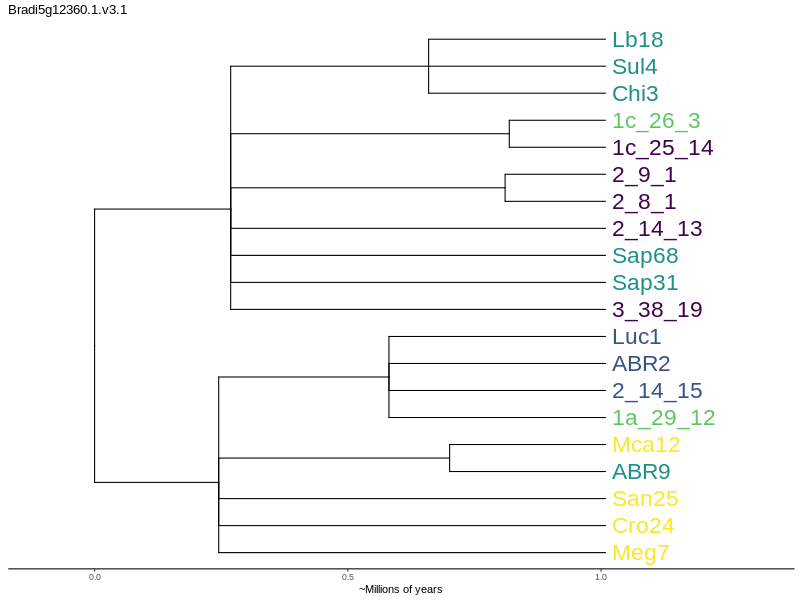 Bradi5g12360.1.v3.1
Lb18
Sul4
Chi3
1c_26_3
1c_25_14
2_9_1
2_8_1
2_14_13
Sap68
Sap31
3_38_19
Luc1
ABR2
2_14_15
1a_29_12
Mca12
ABR9
San25
Cro24
Meg7
0.0 0.5 1.0
~Millions of years